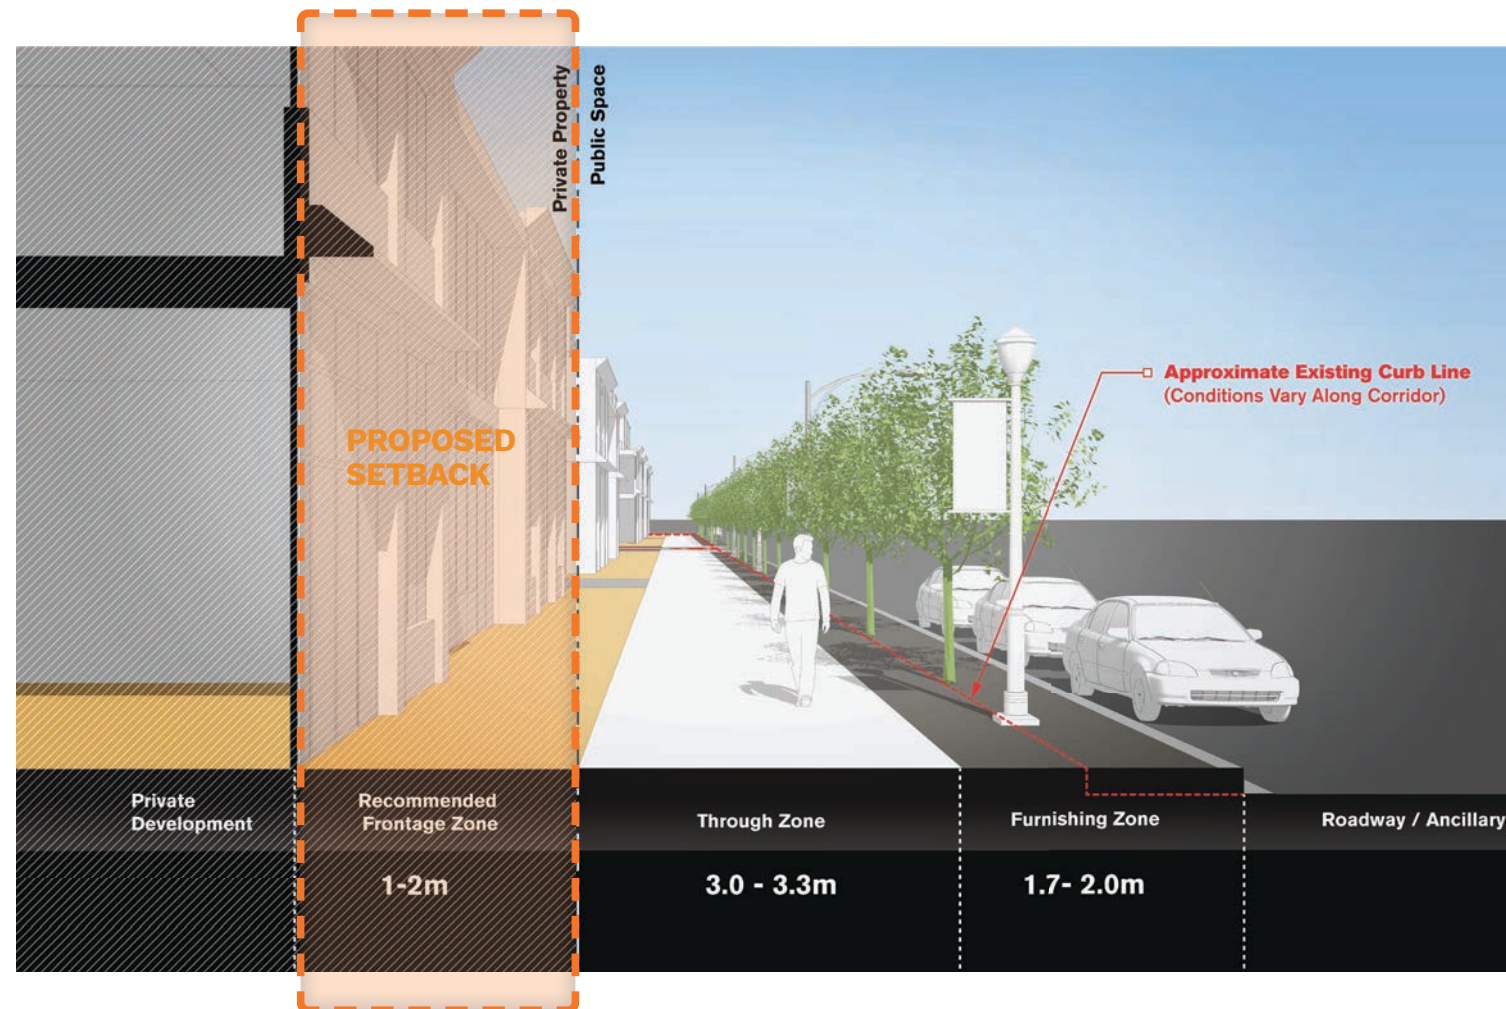 Private Property
Public Space
Approximate Existing Curb Line
(Conditions Vary Along Corridor)
PROPOSED
SETBACK
Private
Development
Recommended
Frontage Zone
Through Zone
Furnishing Zone
Roadway / Ancillary
1-2m
3.0 - 3.3m
1.7- 2.0m